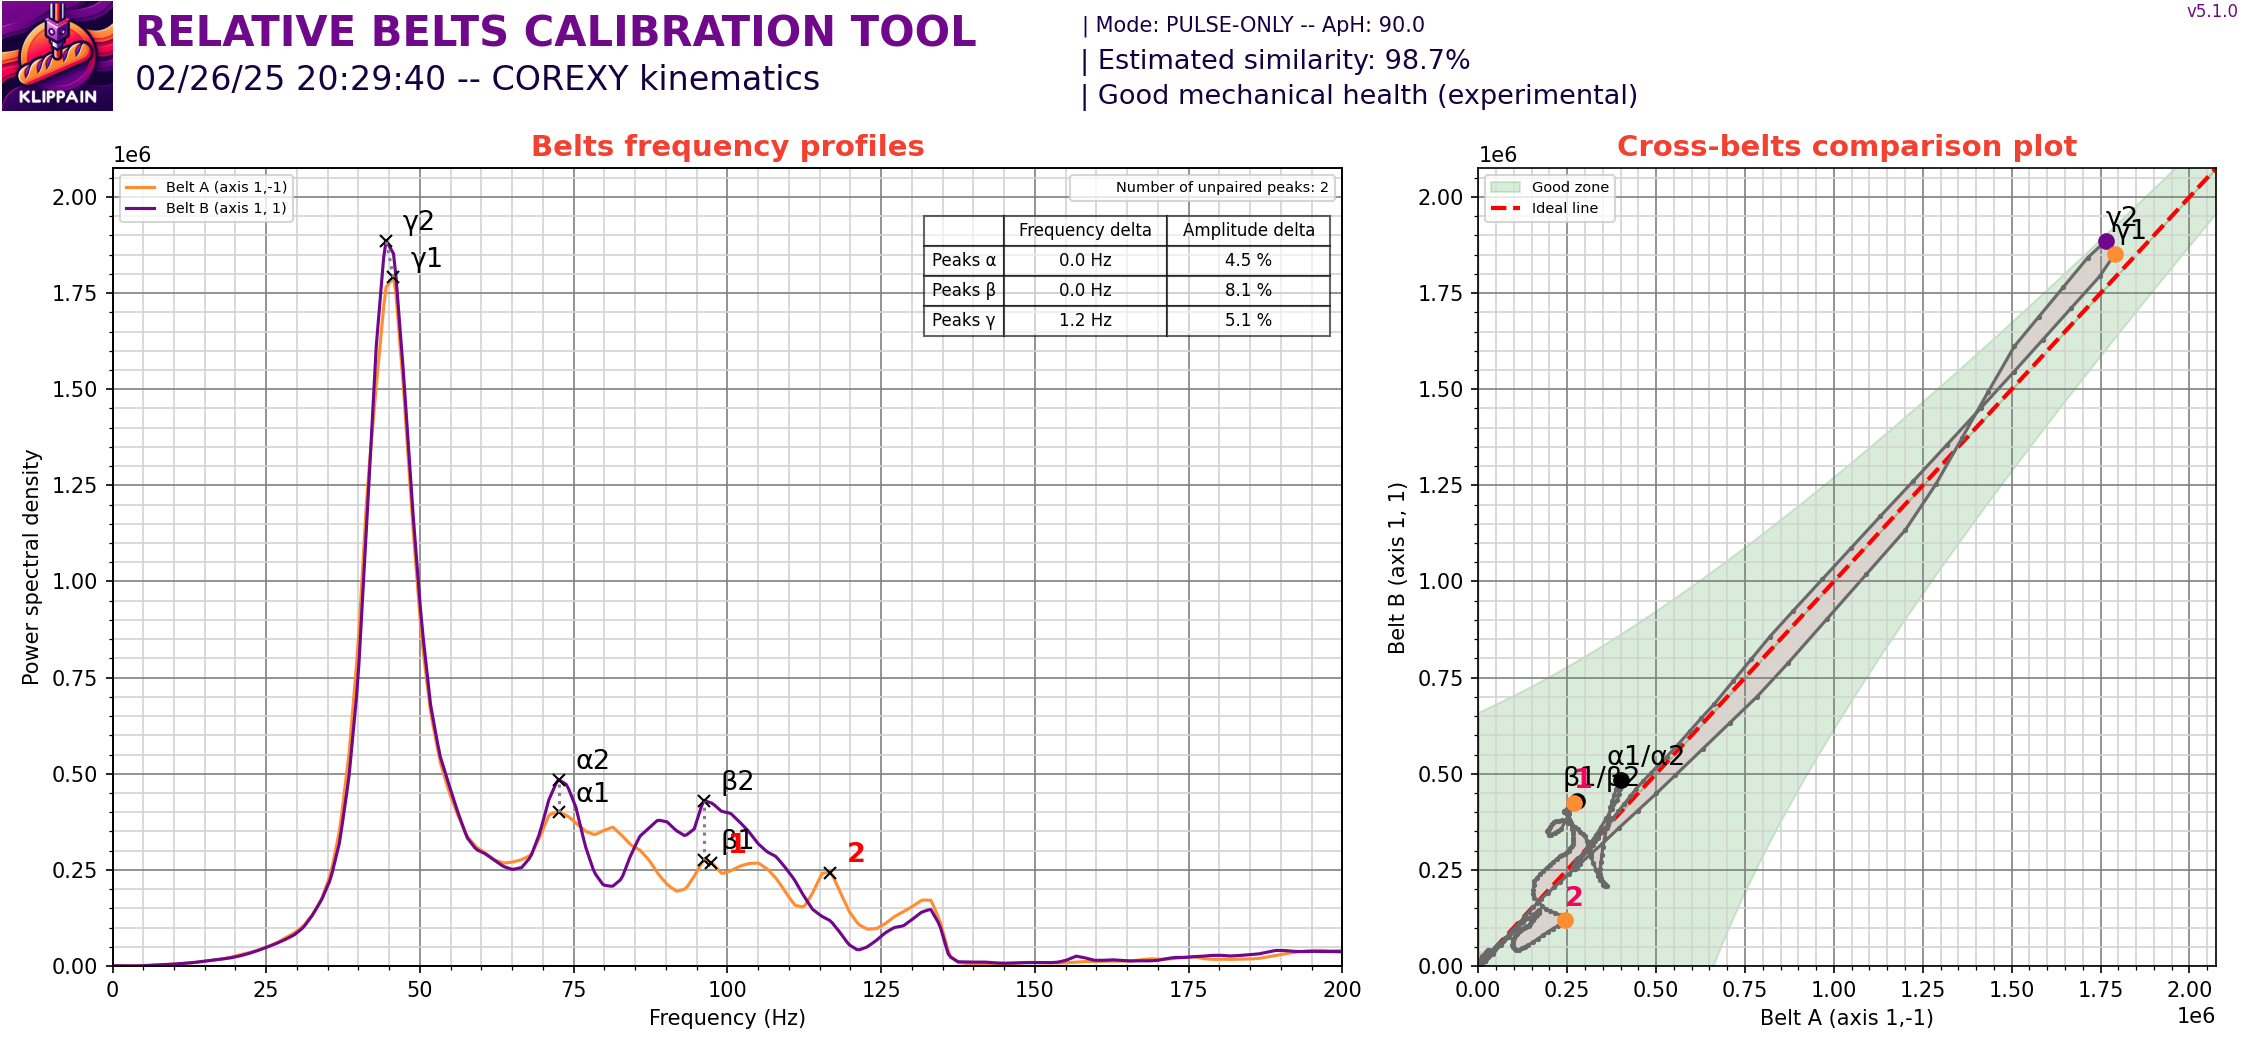 KLIPPAIN
RELATIVE BELTS CALIBRATION TOOL
02/26/25 20:29:40 -- COREXY kinematics
| Mode: PULSE-ONLY -- ApH: 90.0
| Estimated similarity: 98.7%
| Good mechanical health (experimental)
v5.1.0
Belts frequency profiles
1e6
Belt A (axis 1,-1)
Belt B (axis 1, 1)
Number of unpaired peaks: 2
Frequency delta Amplitude delta
Peaks α 0.0 Hz 4.5 %
Peaks β 0.0 Hz 8.1 %
Peaks γ 1.2 Hz 5.1 %
γ2
γ1
α2
α1
β2
β1
1
2
2.00
1.75
1.50
1.25
1.00
0.75
0.50
0.25
0.00
Power spectral density
0 25 50 75 100 125 150 175 200
Frequency (Hz)
Cross-belts comparison plot
1e6
Good zone
Ideal line
γ2
γ1
α1/α2
β1/β2
1
2
2.00
1.75
1.50
1.25
1.00
0.75
0.50
0.25
0.00
Belt B (axis 1, 1)
0.00 0.25 0.50 0.75 1.00 1.25 1.50 1.75 2.00
Belt A (axis 1,-1)
1e6